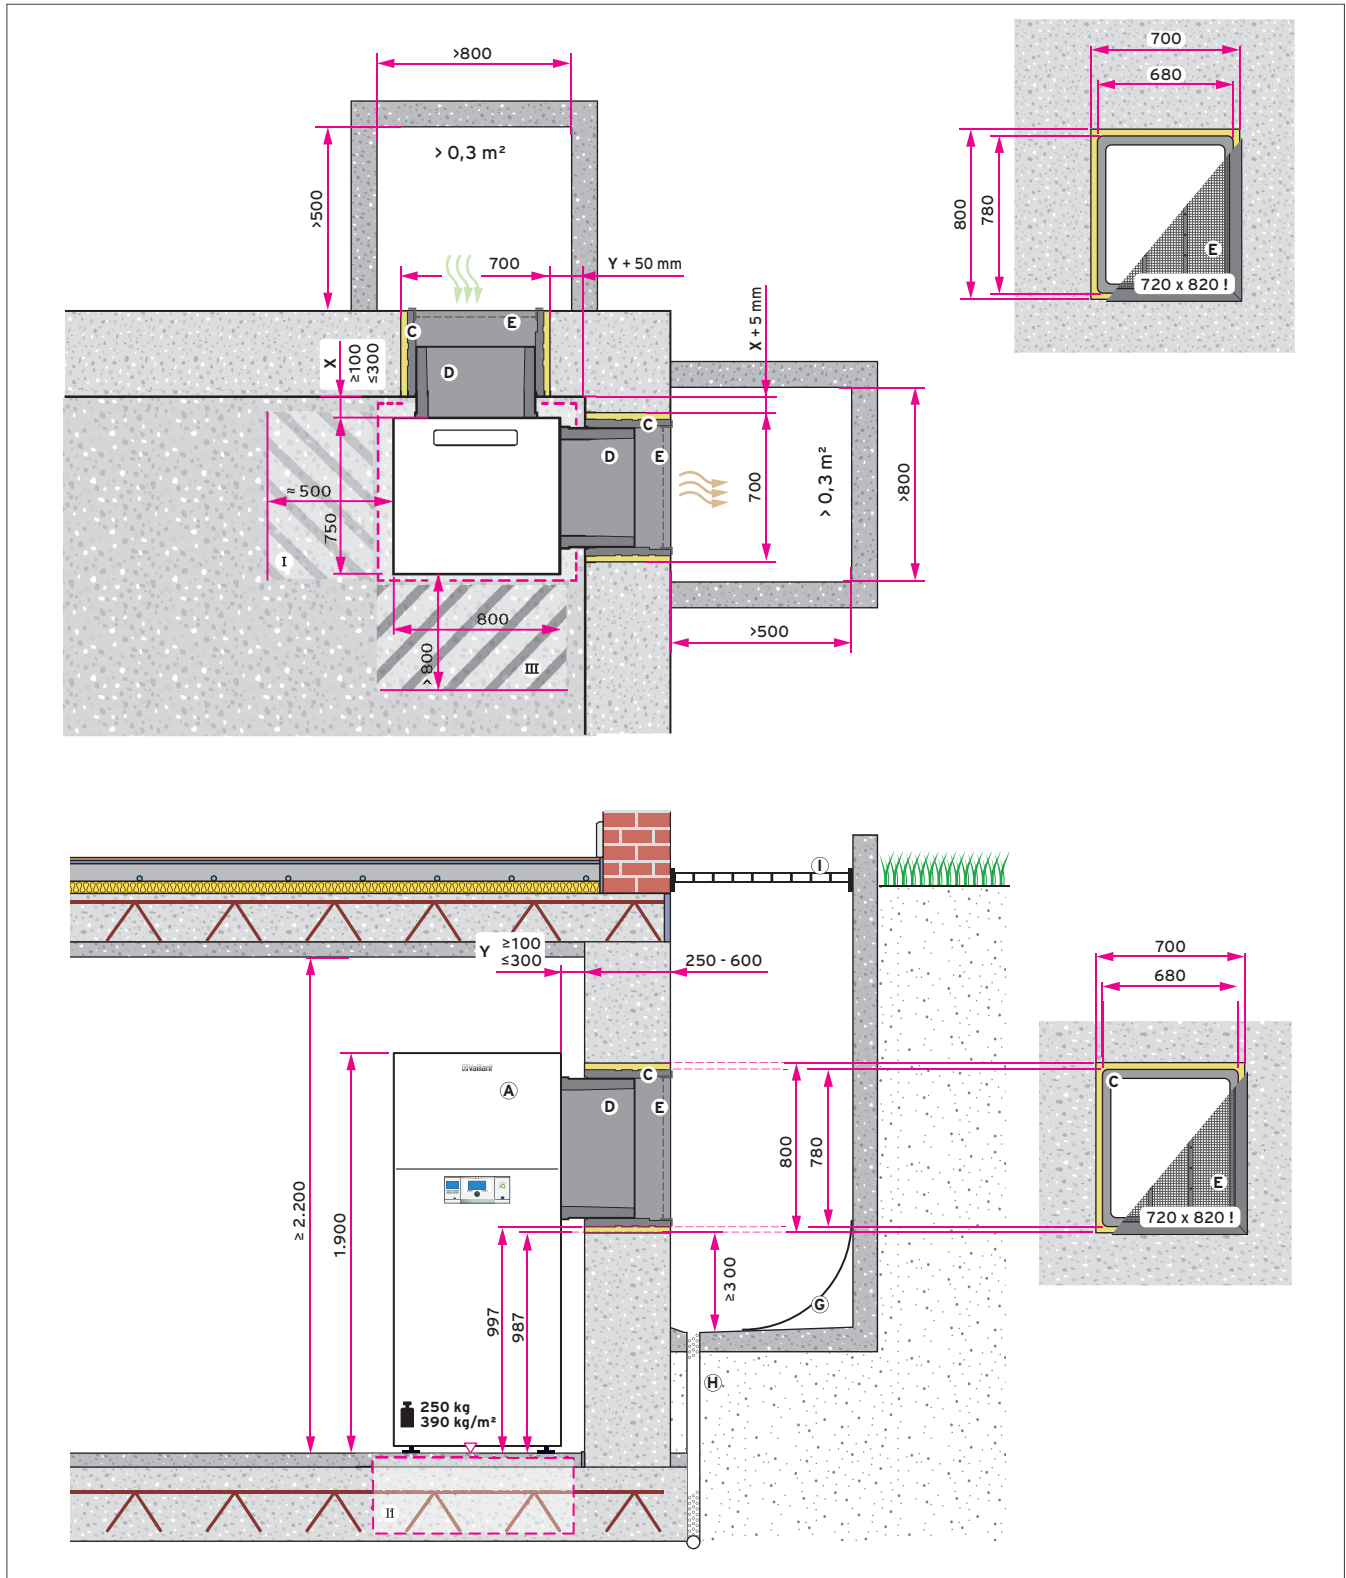 >800
> 0,3 m²
>500
700
Y + 50 mm
C
E
D
X
≥100
≤300
X + 5 mm
≈ 500
750
I
C
D
E
700
> 0,3 m²
>800
800
>800
III
>500
700
680
800
780
E
720 x 820 !
I
Y
≥100
≤300
250 - 600
Vaillant
A
C
D
E
800
780
≥ 2.200
1.900
997
987
≥300
G
H
250 kg
390 kg/m²
II
700
680
C
E
720 x 820 !